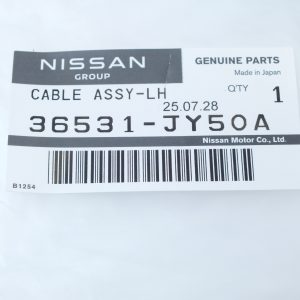 NISSAN
GROUP
GENUINE PARTS
Made in Japan
CABLE ASSY-LH
Q'TY 1
25.07.28
36531-JY50A
Nissan Motor Co., Ltd.
B1254